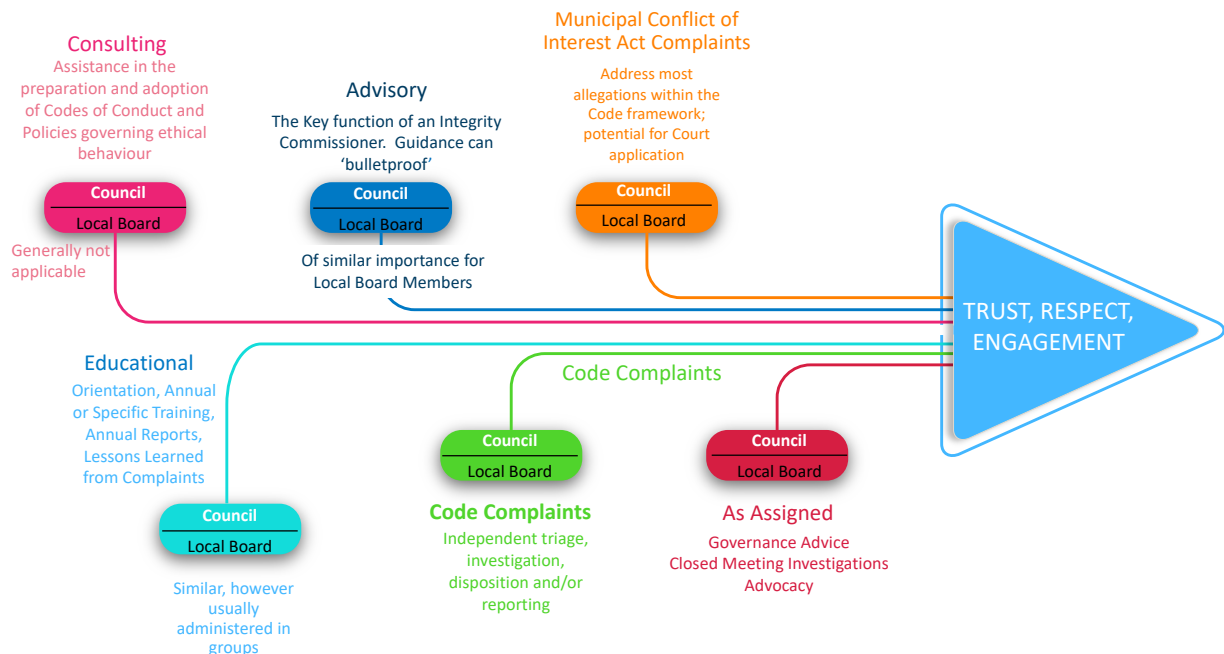 Consulting
Assistance in the
preparation and adoption
of Codes of Conduct and
Policies governing ethical
behaviour
Council
Local Board
Generally not
applicable
Advisory
The Key function of an Integrity
Commissioner.  Guidance can
‘bulletproof’
Council
Local Board
Of similar importance for
Local Board Members
Municipal Conflict of
Interest Act Complaints
Address most
allegations within the
Code framework;
potential for Court
application
Council
Local Board
TRUST, RESPECT,
ENGAGEMENT
Educational
Orientation, Annual
or Specific Training,
Annual Reports,
Lessons Learned
from Complaints
Council
Local Board
Similar, however
usually
administered in
groups
Code Complaints
Council
Local Board
Code Complaints
Independent triage,
investigation,
disposition and/or
reporting
Council
Local Board
As Assigned
Governance Advice
Closed Meeting Investigations
Advocacy